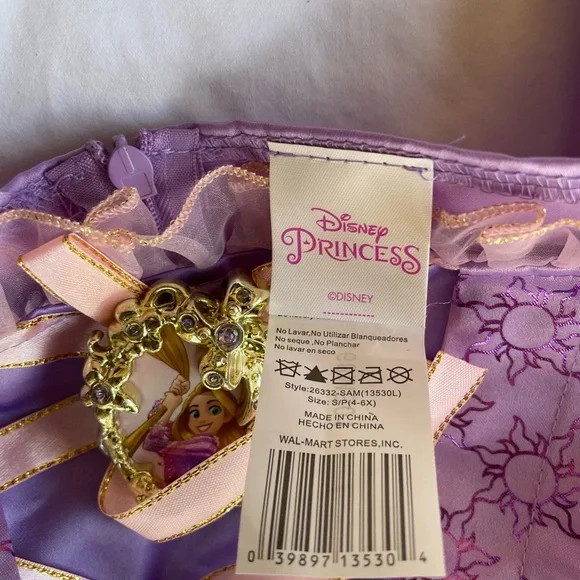 Disney
PRINCESS
©DISNEY
No Lavar,No Utilizar Blanqueadores
No seque ,No Planchar
No lavar en seco
Style:26332-SAM(13530L)
Size: S/P(4-6X)
MADE IN CHINA
HECHO EN CHINA
WAL-MART STORES,INC.
0 39897 13530 4